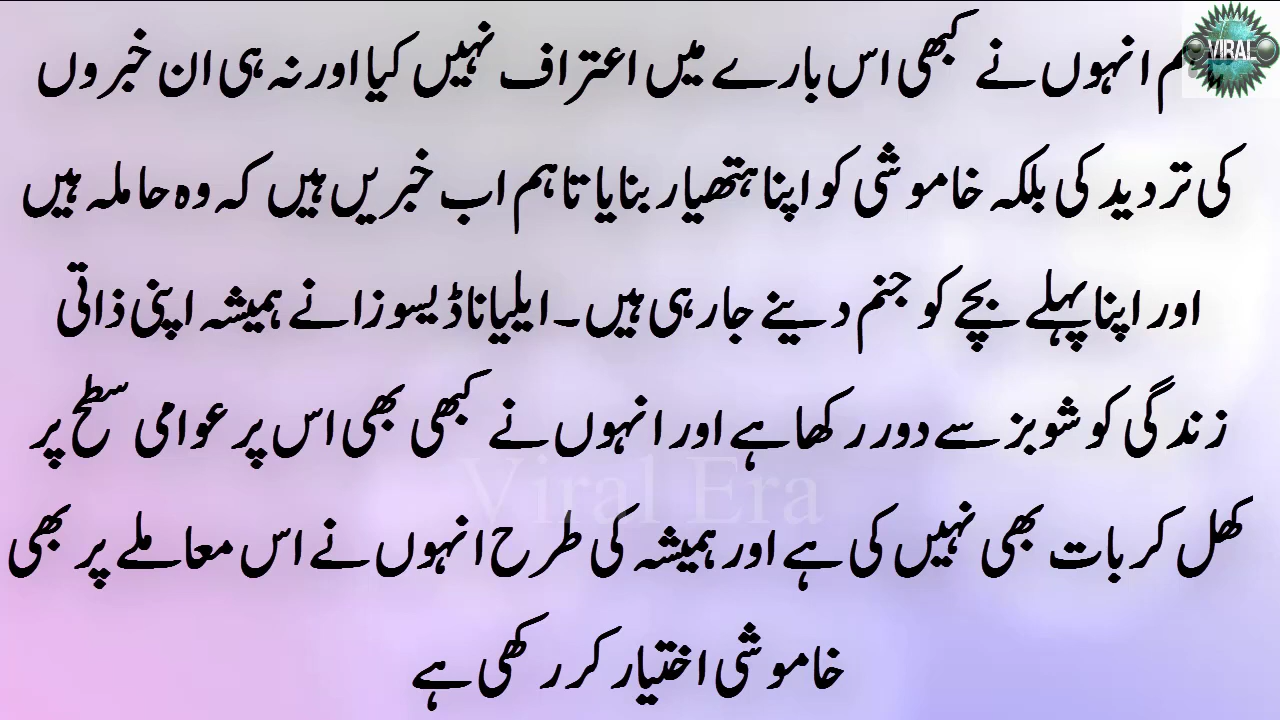 VIRAL
انہوں نے کبھی اس بارے میں اعتراف نہیں کیا اور نہ ہی ان خبروں
کی تردید کی بلکہ خاموشی کو اپنا ہتھیار بنایا تاہم اب خبریں ہیں کہ وہ حاملہ ہیں
اور اپنا پہلے بچے کو جنم دینے جارہی ہیں۔ ایلیانا ڈیسوزا نے ہمیشہ اپنی ذاتی
زندگی کو شوبز سے دور رکھا ہے اور انہوں نے کبھی بھی اس پر عوامی سطح پر
Viral Era
کھل کر بات بھی نہیں کی ہے اور ہمیشہ کی طرح انہوں نے اس معاملے پر بھی
خاموشی اختیار کر رکھی ہے